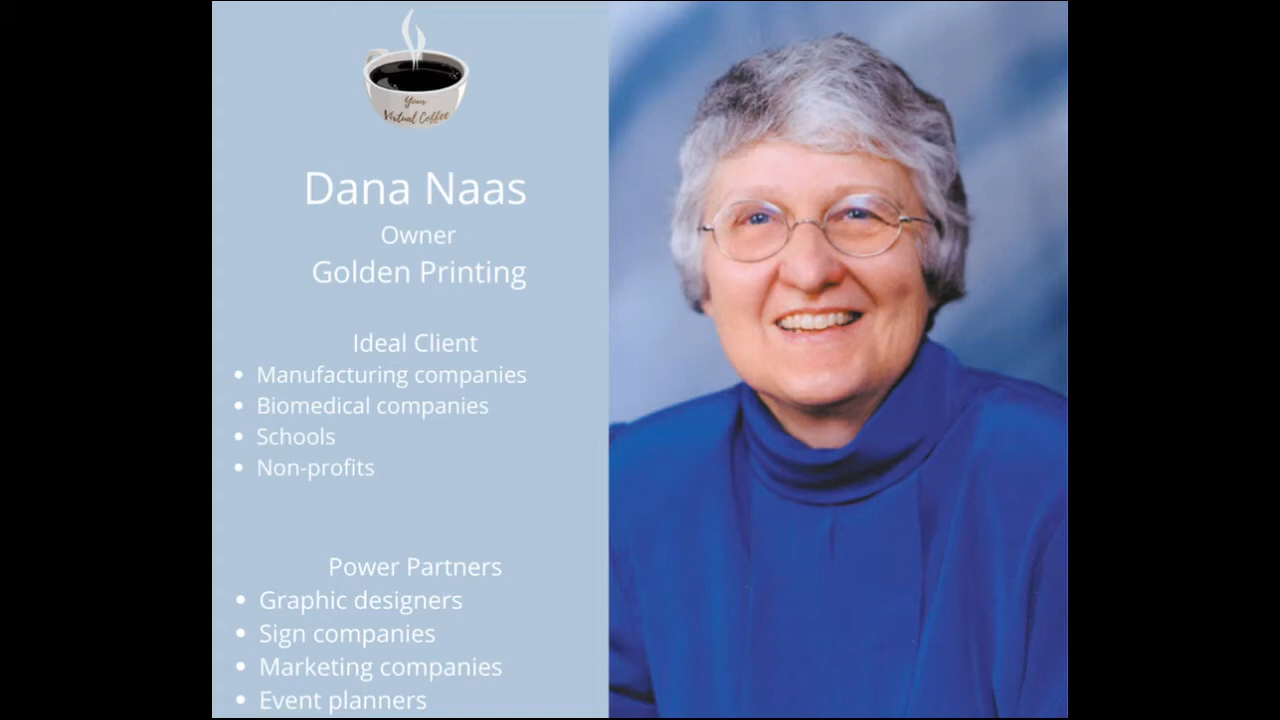 Your
Virtual Coffee
Dana Naas
Owner
Golden Printing
Ideal Client
• Manufacturing companies
• Biomedical companies
• Schools
• Non-profits
Power Partners
• Graphic designers
• Sign companies
• Marketing companies
• Event planners